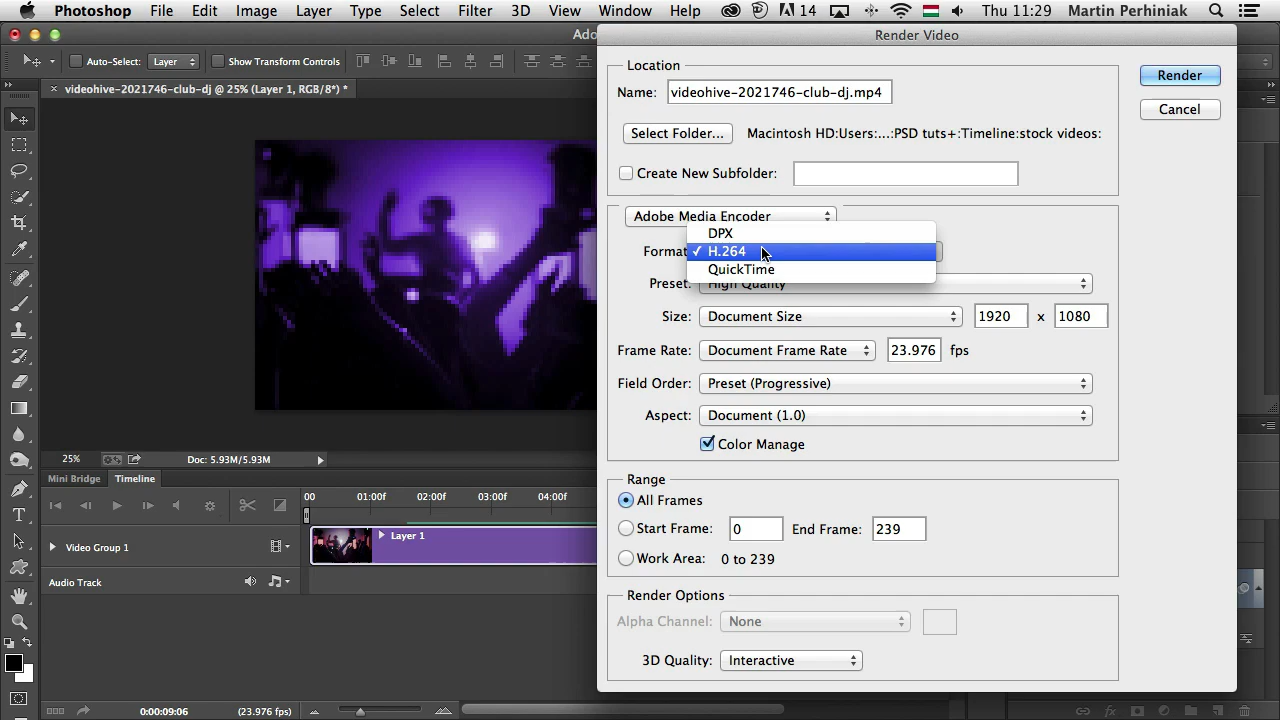 Photoshop File Edit Image Layer Type Select Filter 3D View Window Help 14 Thu 11:29 Martin Perhiniak
Ado
Render Video
Auto-Select: Layer Show Transform Controls
videohive-2021746-club-dj @ 25% (Layer 1, RGB/8*) *
Location
Name: videohive-2021746-club-dj.mp4
Render
Select Folder... Macintosh HD:Users:...:PSD tuts+:Timeline:stock videos:
Cancel
Create New Subfolder:
Adobe Media Encoder
DPX
Format
✓ H.264
QuickTime
Preset: High Quality
Size: Document Size 1920 x 1080
Frame Rate: Document Frame Rate 23.976 fps
Field Order: Preset (Progressive)
Aspect: Document (1.0)
Color Manage
Range
All Frames
Start Frame: 0 End Frame: 239
Work Area: 0 to 239
Render Options
Alpha Channel: None
3D Quality: Interactive
25% Doc: 5.93M/5.93M
Mini Bridge Timeline
00 01:00f 02:00f 03:00f 04:00f
Layer 1
Video Group 1
Audio Track
0:00:09:06 (23.976 fps)